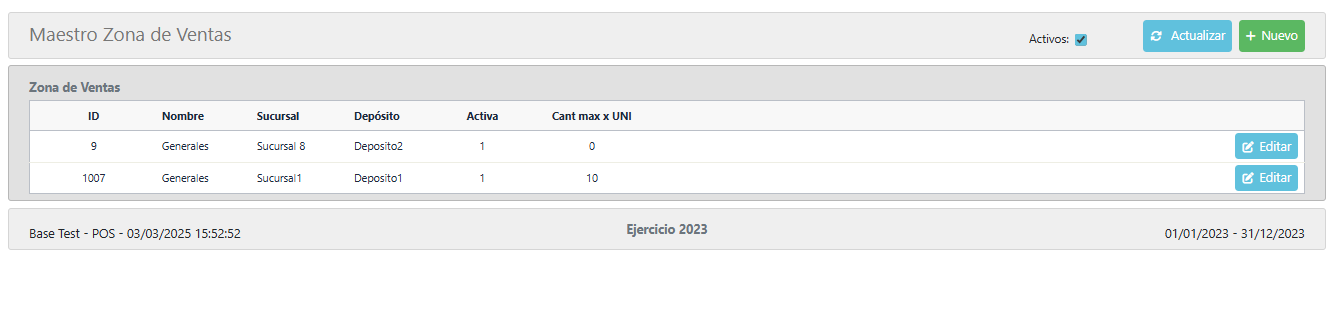 Maestro Zona de Ventas
Activos:
Actualizar
Nuevo
Zona de Ventas
ID Nombre Sucursal Depósito Activa Cant max x UNI
9 Generales Sucursal 8 Deposito2 1 0 Editar
1007 Generales Sucursal1 Deposito1 1 10 Editar
Base Test - POS - 03/03/2025 15:52:52 Ejercicio 2023 01/01/2023 - 31/12/2023